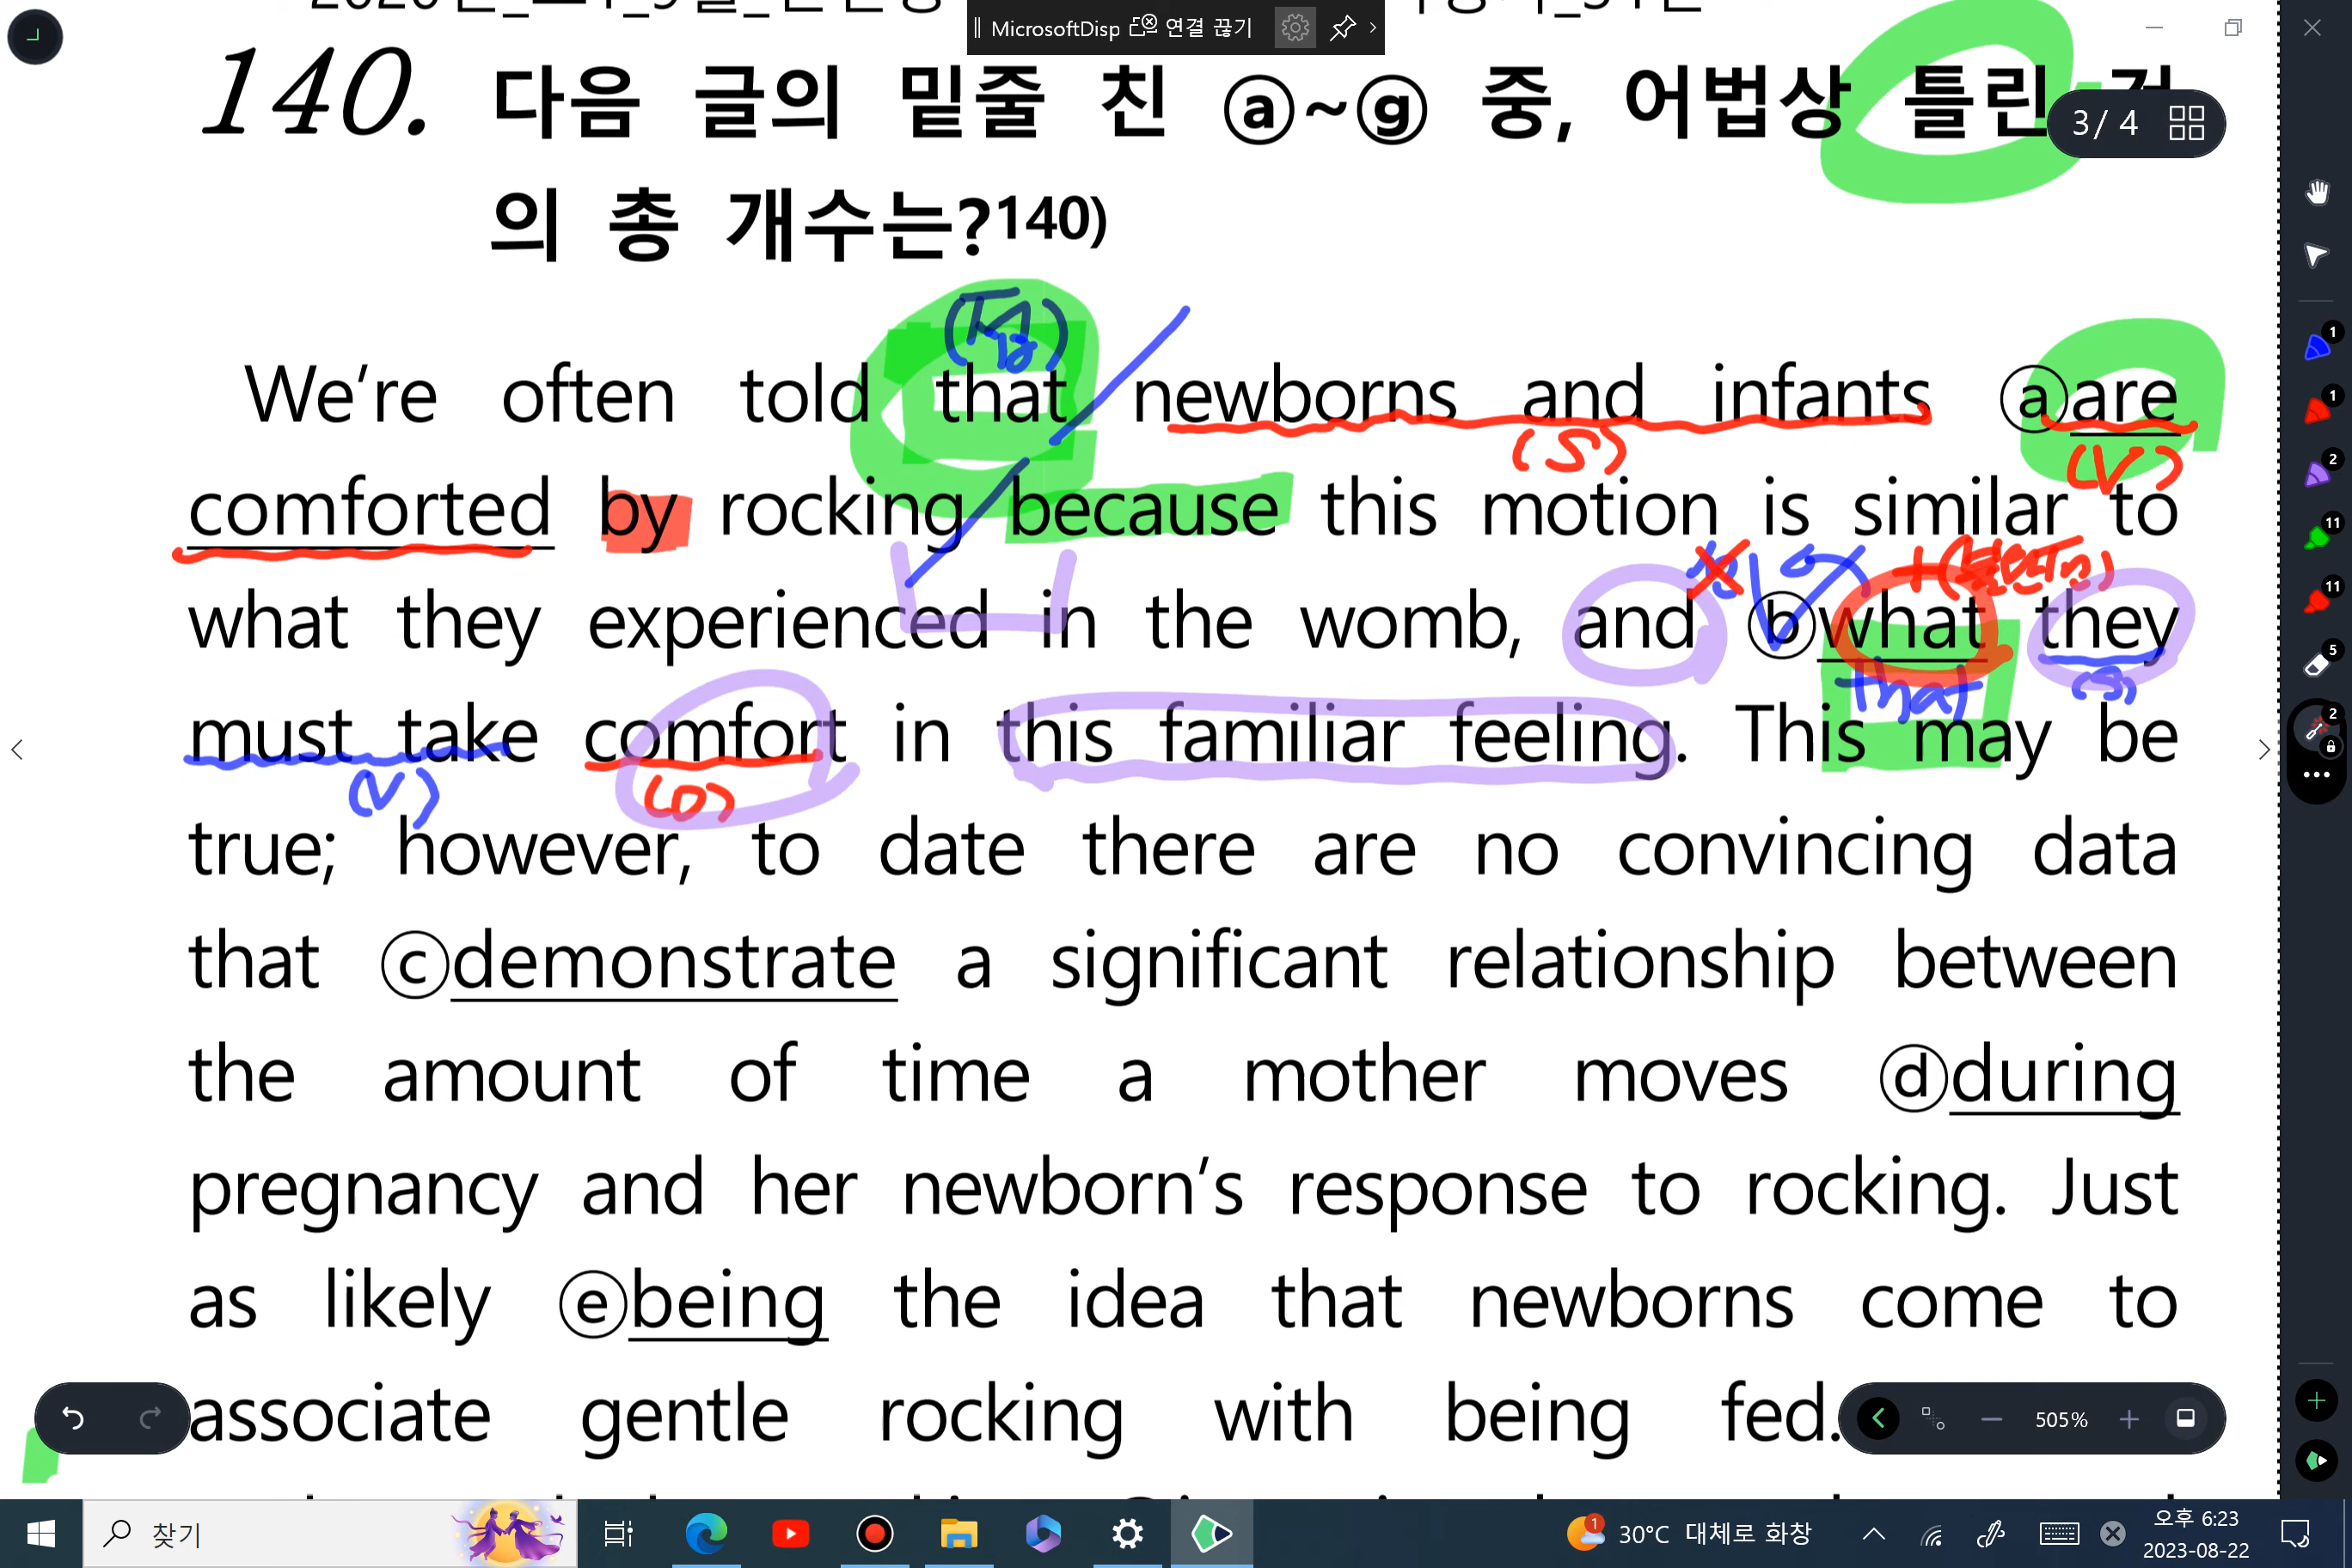 MicrosoftDisp 연결 끊기
140. 다음 글의 밑줄 친 ⓐ~ⓖ 중, 어법상 틀린
3/ 4
의 총 개수는?140)
We‘re often told that newborns and infants ⓐare
(S)
(V)
comforted by rocking because this motion is similar to
what they experienced in the womb, and ⓑwhat they
that
(S)
must take comfort in this familiar feeling. This may be
(V)
(O)
true; however, to date there are no convincing data
that ⓒdemonstrate a significant relationship between
the amount of time a mother moves ⓓduring
pregnancy and her newborn‘s response to rocking. Just
as likely ⓔbeing the idea that newborns come to
associate gentle rocking with being fed.
505%
찾기
30°C 대체로 화창
오후 6:23
2023-08-22